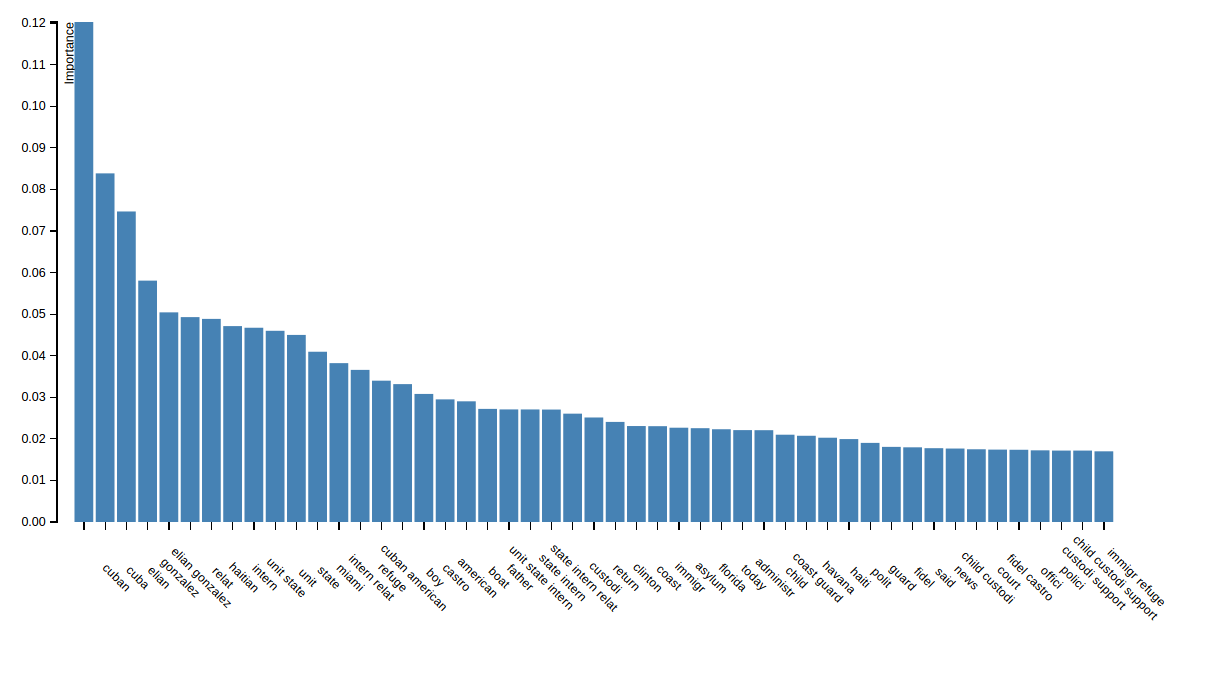 0.12
0.11
0.10
0.09
0.08
0.07
0.06
0.05
0.04
0.03
0.02
0.01
0.00
Importance
cuban
cuba
elian
gonzalez
elian gonzalez
relat
haitian
intern
unit state
unit
state
miami
intern relat
refuge
cuban american
boy
castro
american
boat
father
unit state intern
state intern
state intern relat
custodi
return
clinton
coast
immigr
asylum
florida
today
administr
child
coast guard
havana
haiti
polit
guard
fidel
said
news
child custodi
court
fidel castro
offici
polici
custodi support
child custodi support
immigr refuge